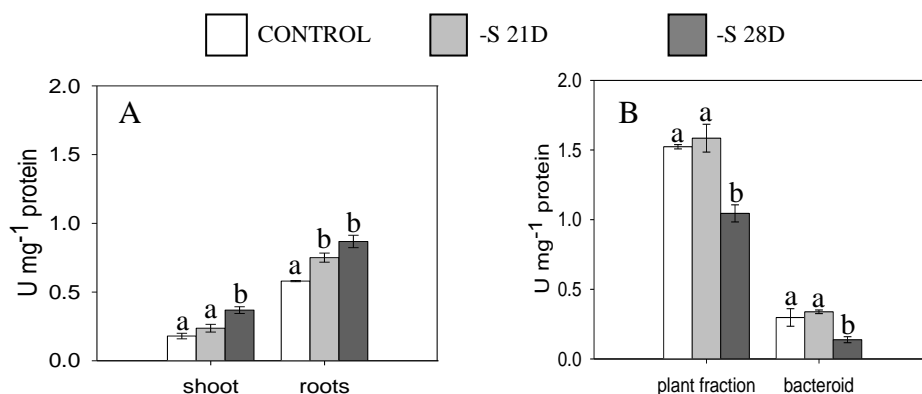 CONTROL -S 21D -S 28D
A
2.0
1.5
1.0
0.5
0.0
U mg-1 protein
a a b
a b b
shoot roots
B
2.0
1.5
1.0
0.5
0.0
U mg-1 protein
a a b
a a b
plant fraction bacteroid